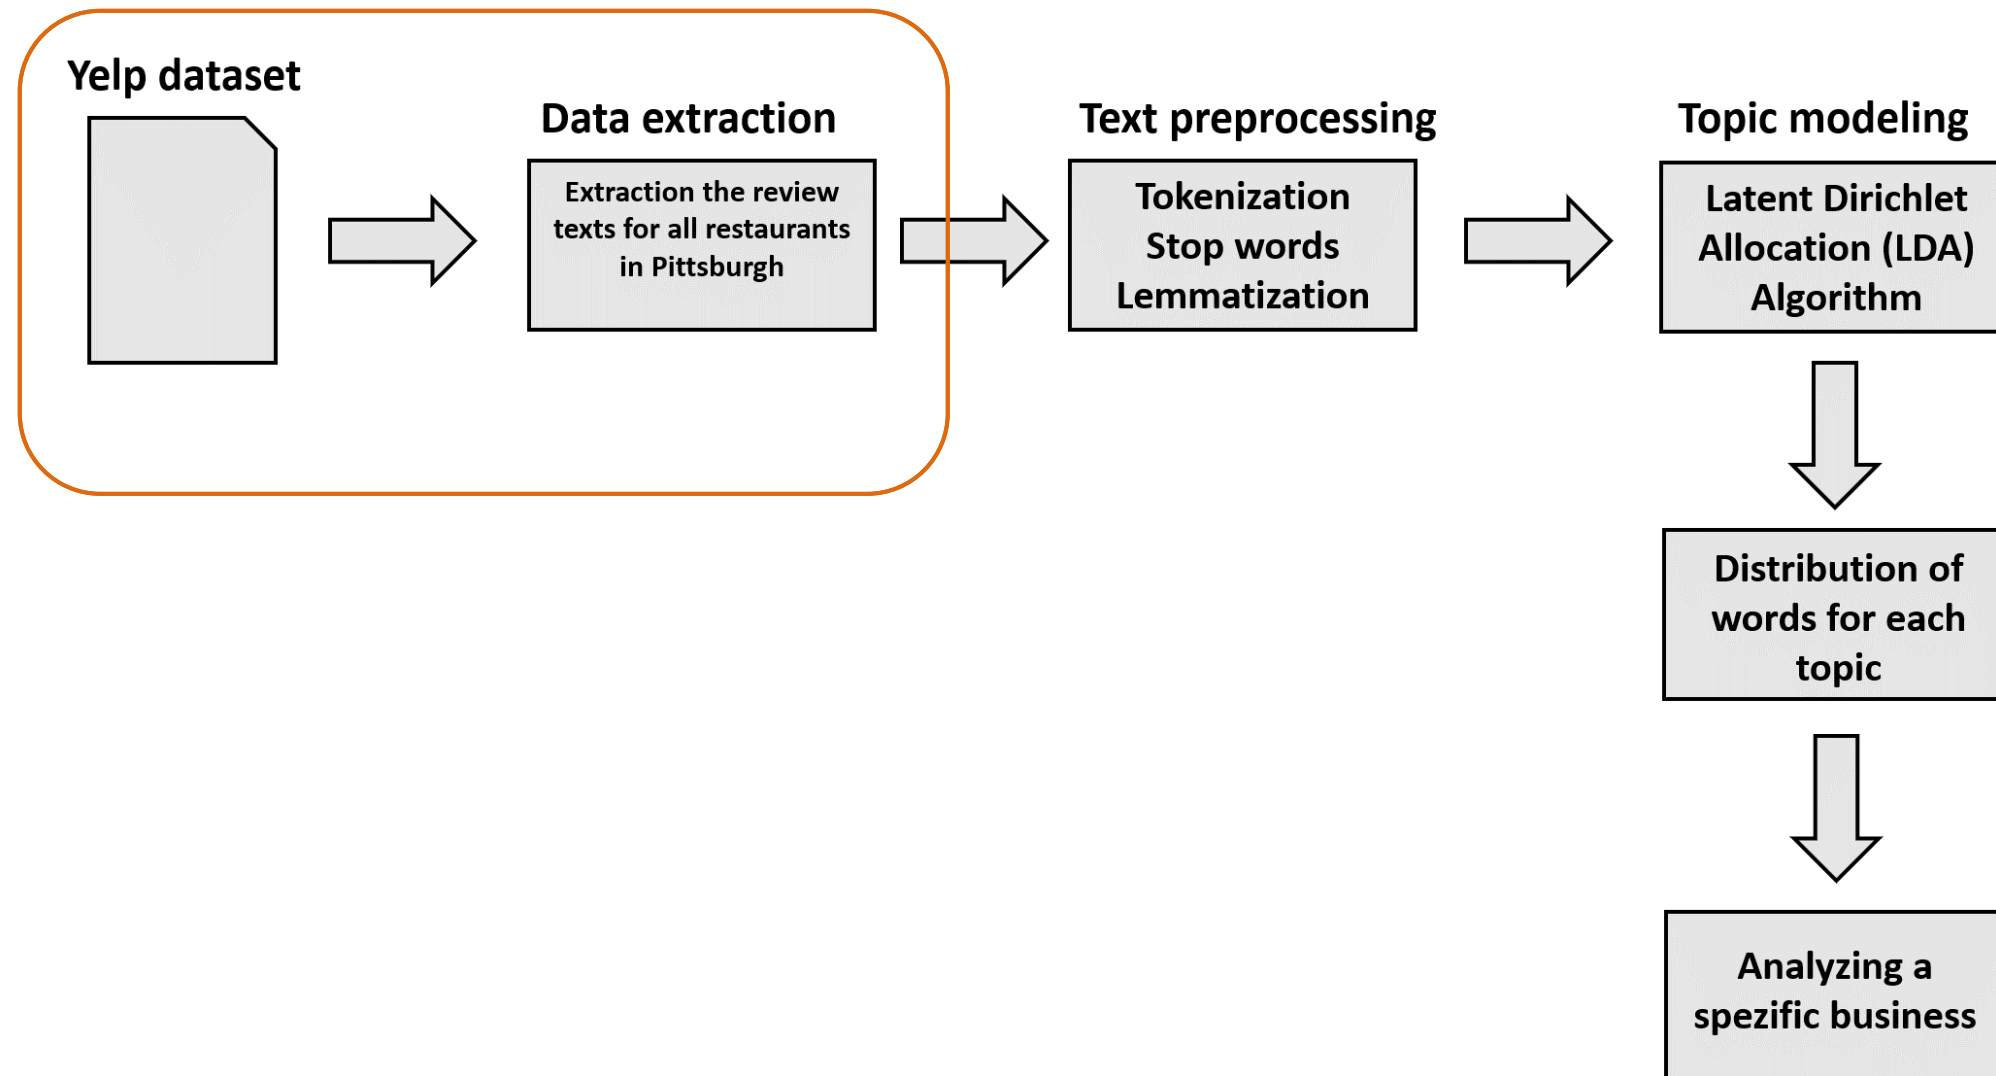 Yelp dataset
Data extraction
Extraction the review
texts for all restaurants
in Pittsburgh
Text preprocessing
Tokenization
Stop words
Lemmatization
Topic modeling
Latent Dirichlet
Allocation (LDA)
Algorithm
Distribution of
words for each
topic
Analyzing a
spezific business